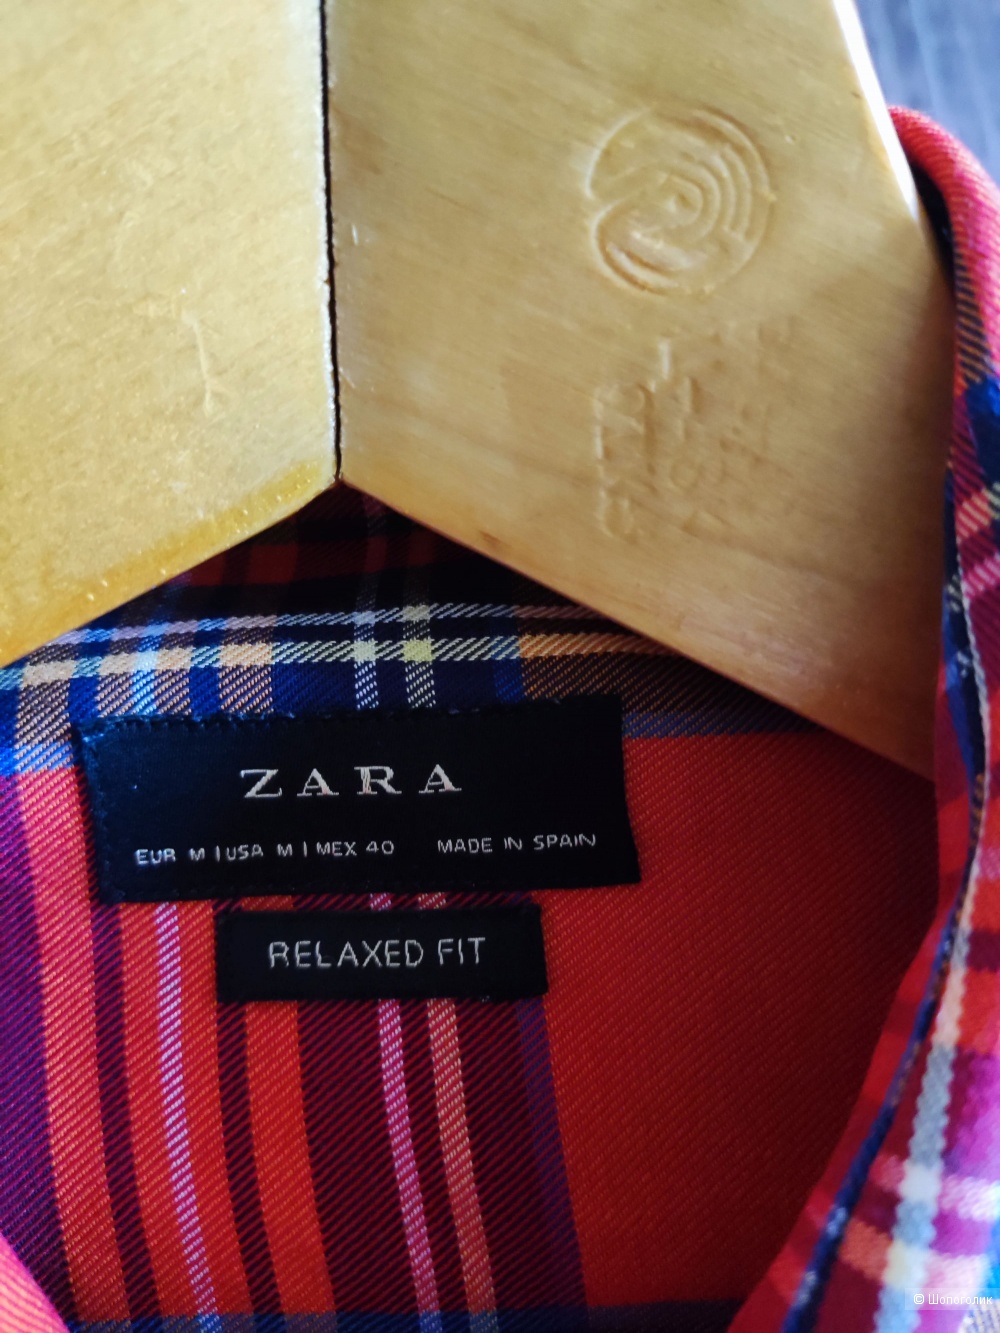 ZARA
EUR M | USA M | MEX 40 MADE IN SPAIN
RELAXED FIT
© Шопоголик